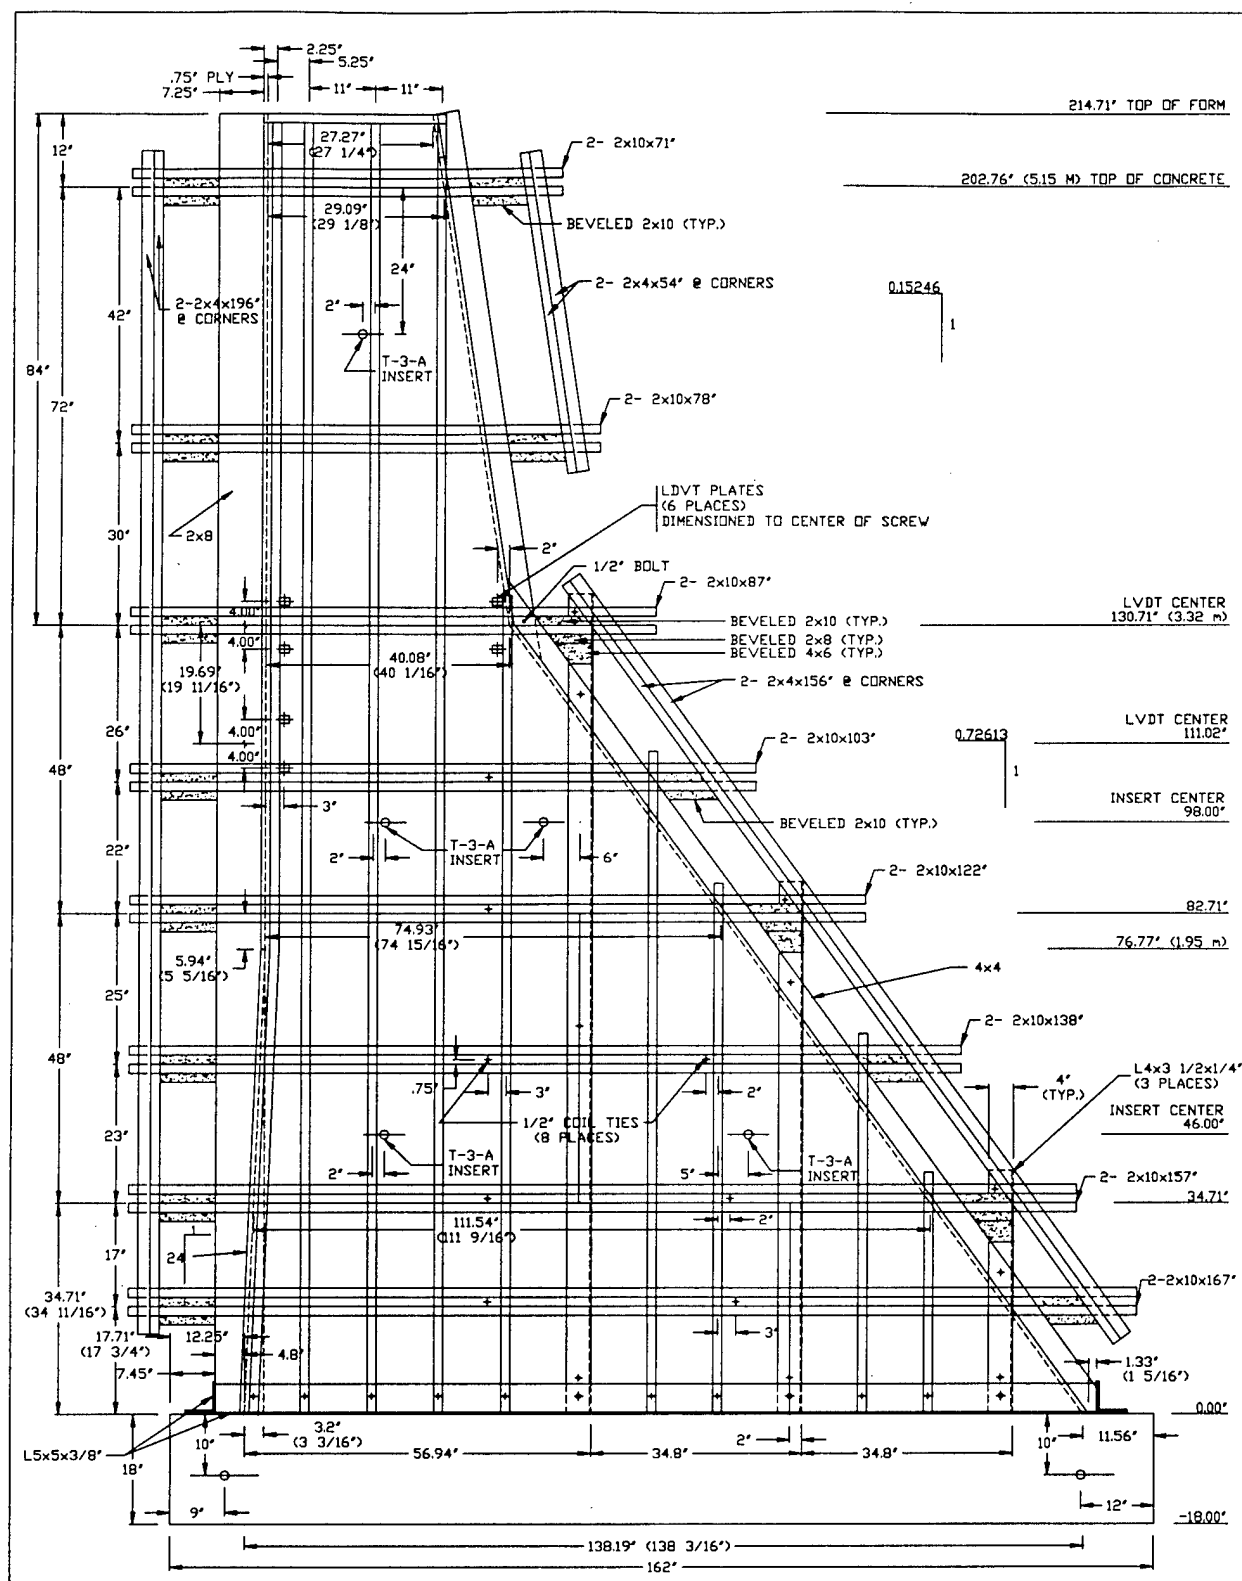 2.25"
5.25"
.75" PLY
7.25"
11"
11"
214.71" TOP OF FORM
12"
27.27"
(27 1/4")
2- 2x10x71"
202.76" (5.15 M) TOP OF CONCRETE
29.09"
(29 1/8")
BEVELED 2x10 (TYP.)
24"
2- 2x4x54" @ CORNERS
0.15246
1
2"
2-2x4x196"
@ CORNERS
42"
T-3-A
INSERT
84"
72"
2- 2x10x78"
LDVT PLATES
(6 PLACES)
DIMENSIONED TO CENTER OF SCREW
2x8
30"
2"
1/2" BOLT
2- 2x10x87"
4.00"
LVDT CENTER
130.71" (3.32 m)
BEVELED 2x10 (TYP.)
BEVELED 2x8 (TYP.)
BEVELED 4x6 (TYP.)
4.00"
40.08"
(40 1/16")
19.69"
(19 11/16")
2- 2x4x156" @ CORNERS
4.00"
4.00"
26"
LVDT CENTER
111.02"
0.72613
1
2- 2x10x103"
48"
3"
INSERT CENTER
98.00"
BEVELED 2x10 (TYP.)
T-3-A
INSERT
2"
6"
22"
2- 2x10x122"
82.71"
74.93"
(74 15/16")
76.77" (1.95 m)
5.94"
(5 5/16")
4x4
25"
2- 2x10x138"
48"
.75"
3"
2"
4"
(TYP.)
L4x3 1/2x1/4"
(3 PLACES)
1/2" COIL TIES
(8 PLACES)
INSERT CENTER
46.00"
23"
T-3-A
INSERT
2"
5"
T-3-A
INSERT
2- 2x10x157"
34.71"
2"
111.54"
(111 9/16")
1
24
17"
34.71"
(34 11/16")
2-2x10x167"
17.71"
(17 3/4")
12.25"
3"
4.8"
7.45"
1.33"
(1 5/16")
0.00"
L5x5x3/8"
10"
3.2"
(3 3/16")
56.94"
34.8"
2"
34.8"
10"
11.56"
18"
9"
12"
-18.00"
138.19" (138 3/16")
162"